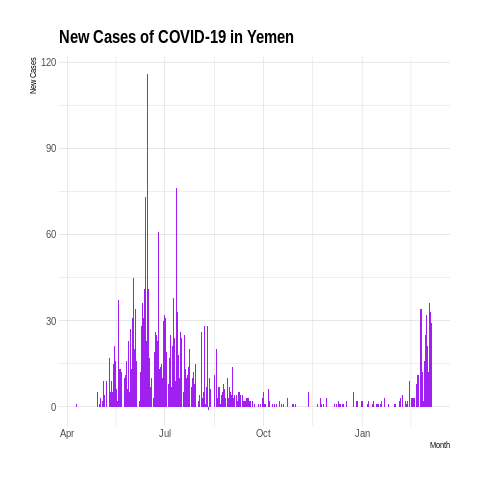 New Cases of COVID-19 in Yemen
New Cases
120
90
60
30
0
Apr
Jul
Oct
Jan
Month